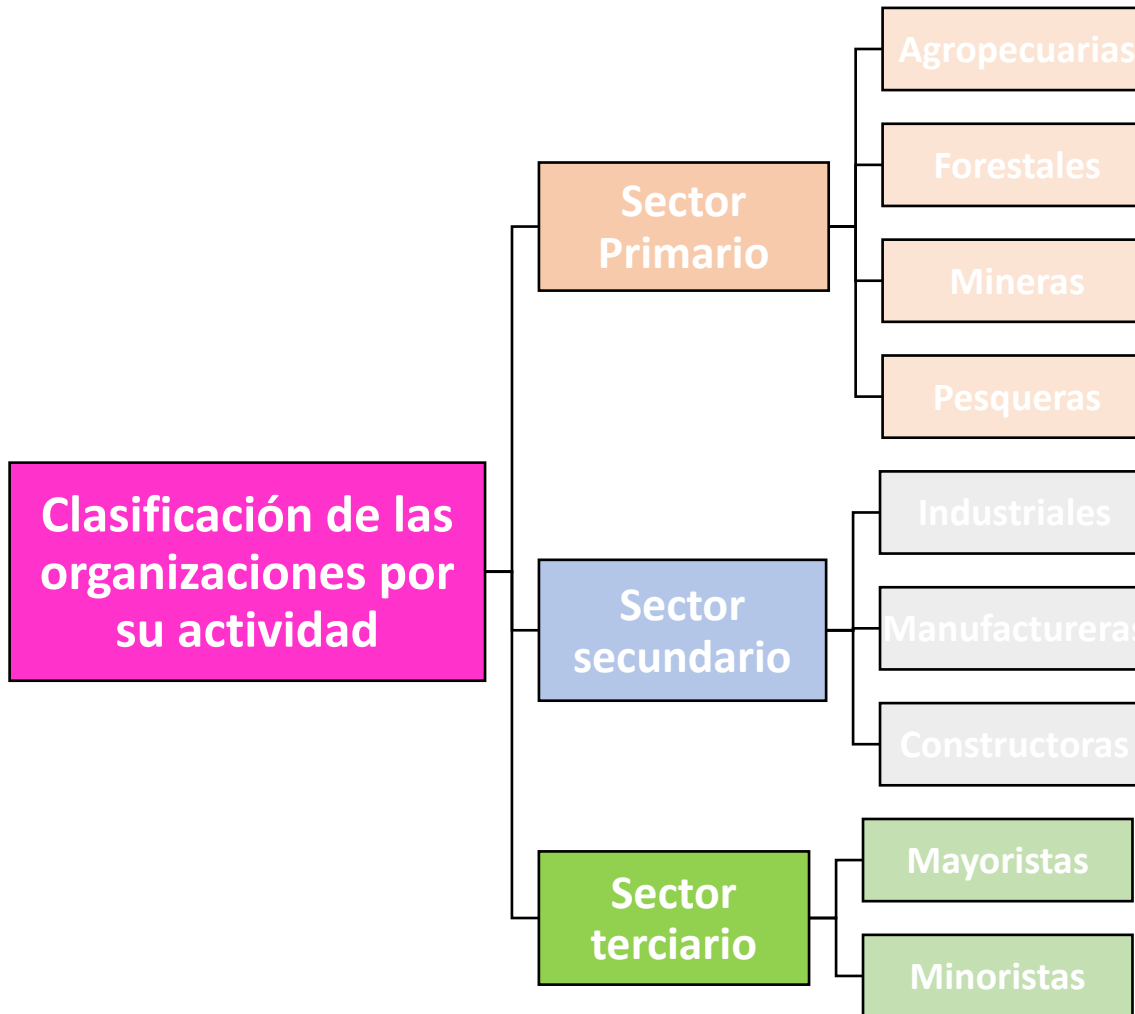 Clasificación de las
organizaciones por
su actividad
Sector
Primario
Agropecuarias
Forestales
Mineras
Pesqueras
Sector
secundario
Industriales
Manufactureras
Constructoras
Sector
terciario
Mayoristas
Minoristas